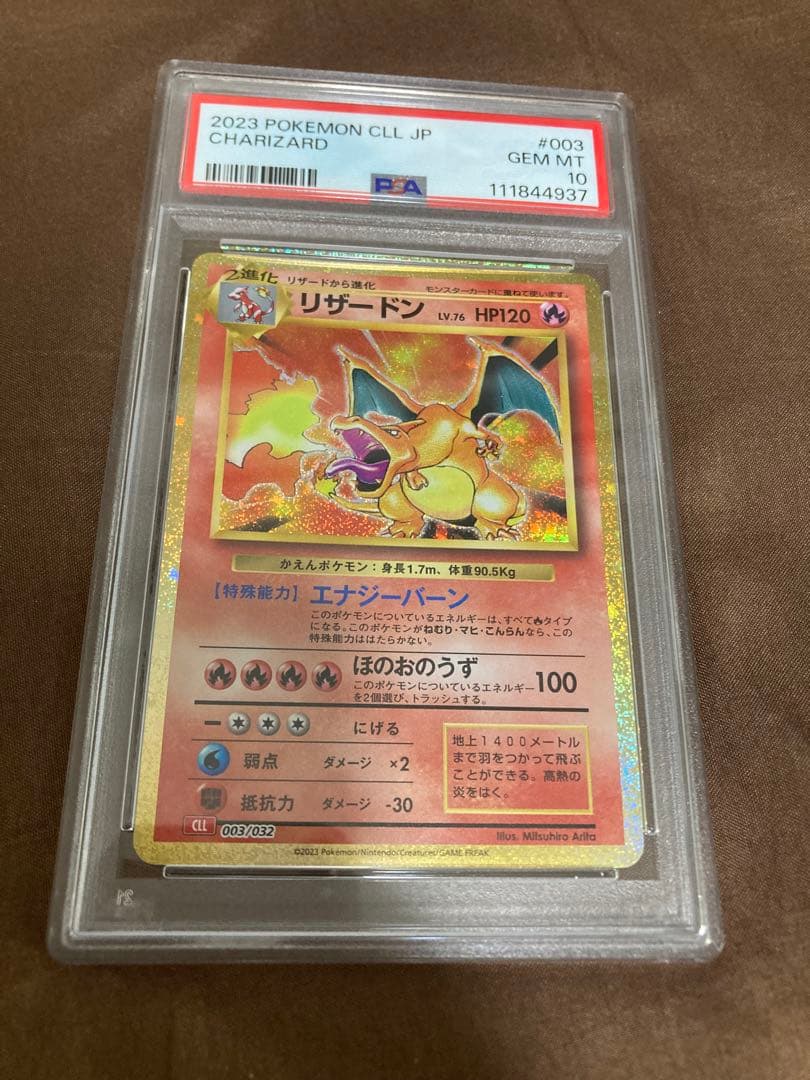 2023 POKEMON CLL JP #003
CHARIZARD GEM MT
10
PSA 111844937
2進化 リザードから進化 モンスターカードに重ねて使います。
リザードン LV.76 HP120
かえんポケモン:身長1.7m、体重90.5Kg
【特殊能力】エナジーバーン
このポケモンについているエネルギーは、すべて🔥タイプ
になる。このポケモンがねむり・マヒ・こんらんなら、この
特殊能力ははたらかない。
ほのおのうず 100
このポケモンについているエネルギー
を2個選び、トラッシュする。
にげる
弱点 ダメージ ×2
抵抗力 ダメージ -30
地上1400メートル
まで羽をつかって飛ぶ
ことができる。高熱の
炎をはく。
CLL 003/032
Illus. Mitsuhiro Arita
©2023 Pokémon/Nintendo/Creatures/GAME FREAK